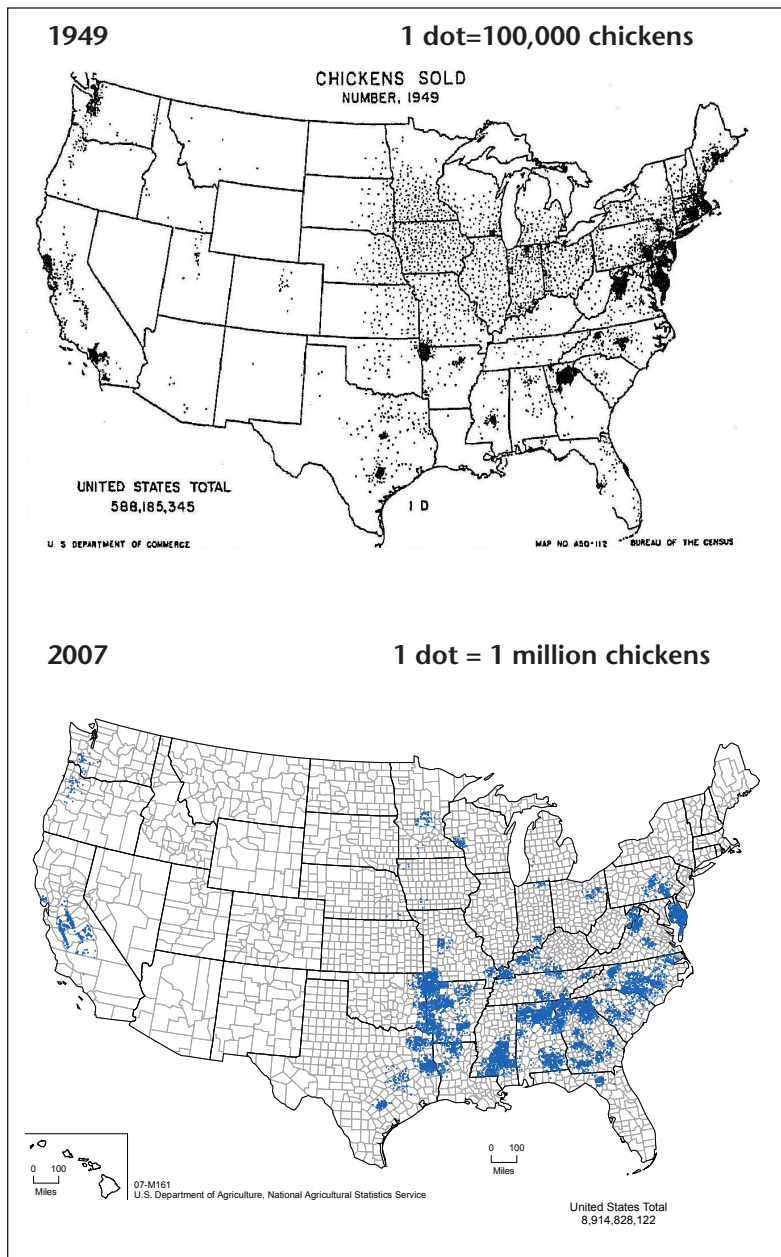 1949
1 dot=100,000 chickens
CHICKENS SOLD
NUMBER, 1949
UNITED STATES TOTAL
588,185,345
I D
U. S DEPARTMENT OF COMMERCE
MAP NO. A50-112 BUREAU OF THE CENSUS
2007
1 dot = 1 million chickens
0 100
Miles
07-M161
U.S. Department of Agriculture, National Agricultural Statistics Service
0 100
Miles
United States Total
8,914,828,122